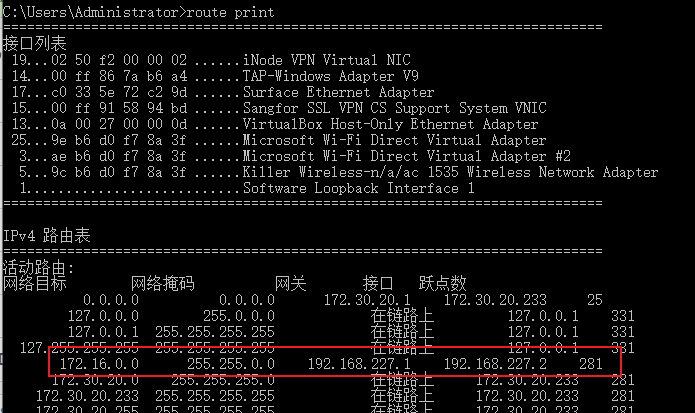 C:\Users\Administrator>route print
===========================================================================
接口列表
19...02 50 f2 00 00 02 ......iNode VPN Virtual NIC
14...00 ff 86 7a b6 a4 ......TAP-Windows Adapter V9
17...c0 33 5e 72 c2 9d ......Surface Ethernet Adapter
15...00 ff 91 58 94 bd ......Sangfor SSL VPN CS Support System VNIC
13...0a 00 27 00 00 0d ......VirtualBox Host-Only Ethernet Adapter
25...9e b6 d0 f7 8a 3f ......Microsoft Wi-Fi Direct Virtual Adapter
3...ae b6 d0 f7 8a 3f ......Microsoft Wi-Fi Direct Virtual Adapter #2
5...9c b6 d0 f7 8a 3f ......Killer Wireless-n/a/ac 1535 Wireless Network Adapter
1...........................Software Loopback Interface 1
===========================================================================
IPv4 路由表
===========================================================================
活动路由:
网络目标 网络掩码 网关 接口 跃点数
0.0.0.0 0.0.0.0 172.30.20.1 172.30.20.233 25
127.0.0.0 255.0.0.0 在链路上 127.0.0.1 331
127.0.0.1 255.255.255.255 在链路上 127.0.0.1 331
127.255.255.255 255.255.255.255 在链路上 127.0.0.1 331
172.16.0.0 255.255.0.0 192.168.227.1 192.168.227.2 281
172.30.20.0 255.255.255.0 在链路上 172.30.20.233 281
172.30.20.233 255.255.255.255 在链路上 172.30.20.233 281
172.30.20.255 255.255.255.255 在链路上 172.30.20.233 281